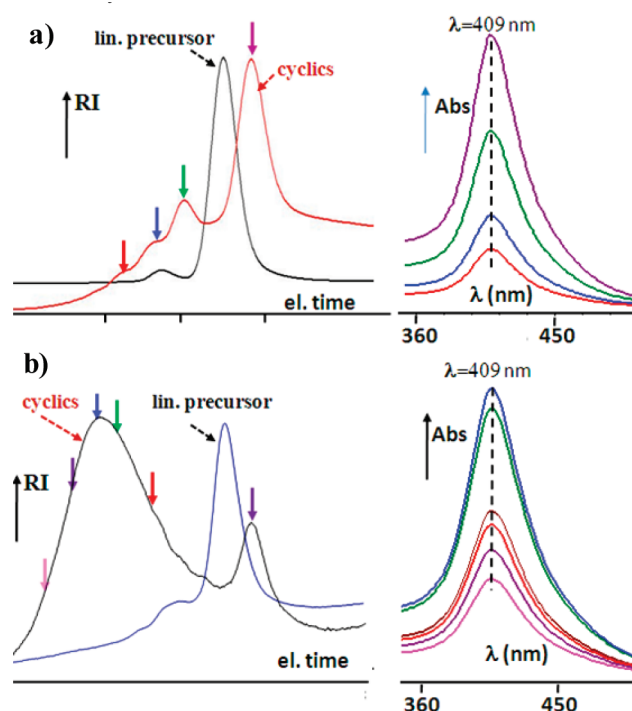 a)
lin. precursor
cyclics
RI
el. time
λ=409 nm
Abs
λ (nm)
360 450
b)
cyclics
lin. precursor
RI
el. time
λ=409 nm
Abs
λ (nm)
360 450